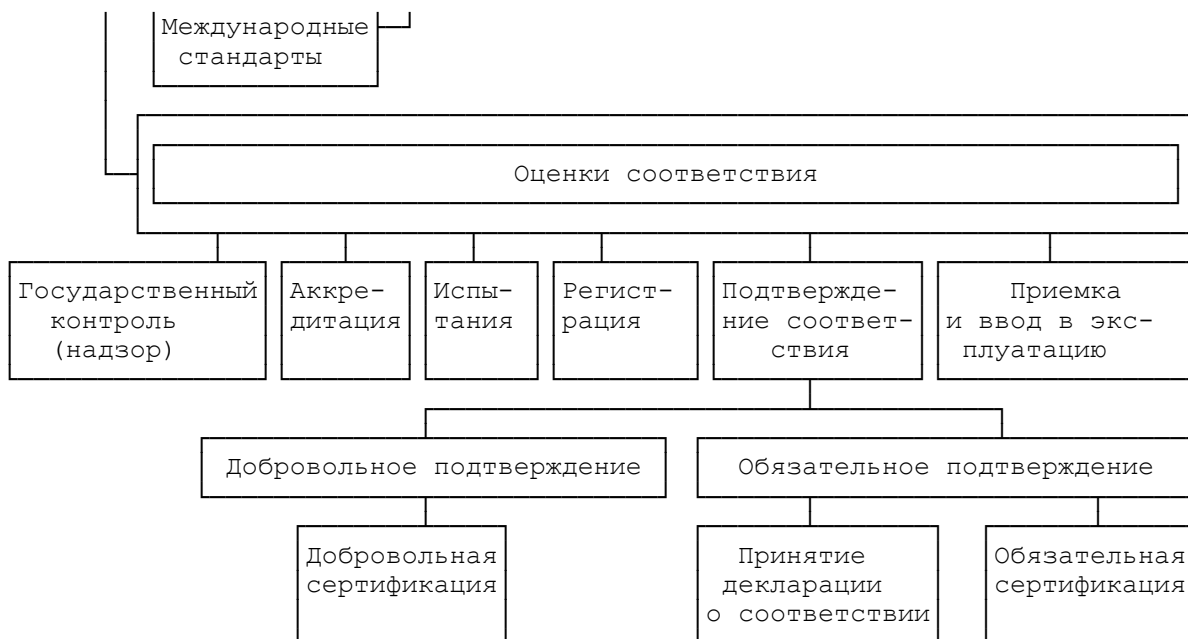 Международные
стандарты
Оценки соответствия
Государственный
контроль
(надзор)
Аккре-
дитация
Испы-
тания
Регист-
рация
Подтвержде-
ние соответ-
ствия
Приемка
и ввод в экс-
плуатацию
Добровольное подтверждение
Обязательное подтверждение
Добровольная
сертификация
Принятие
декларации
о соответствии
Обязательная
сертификация